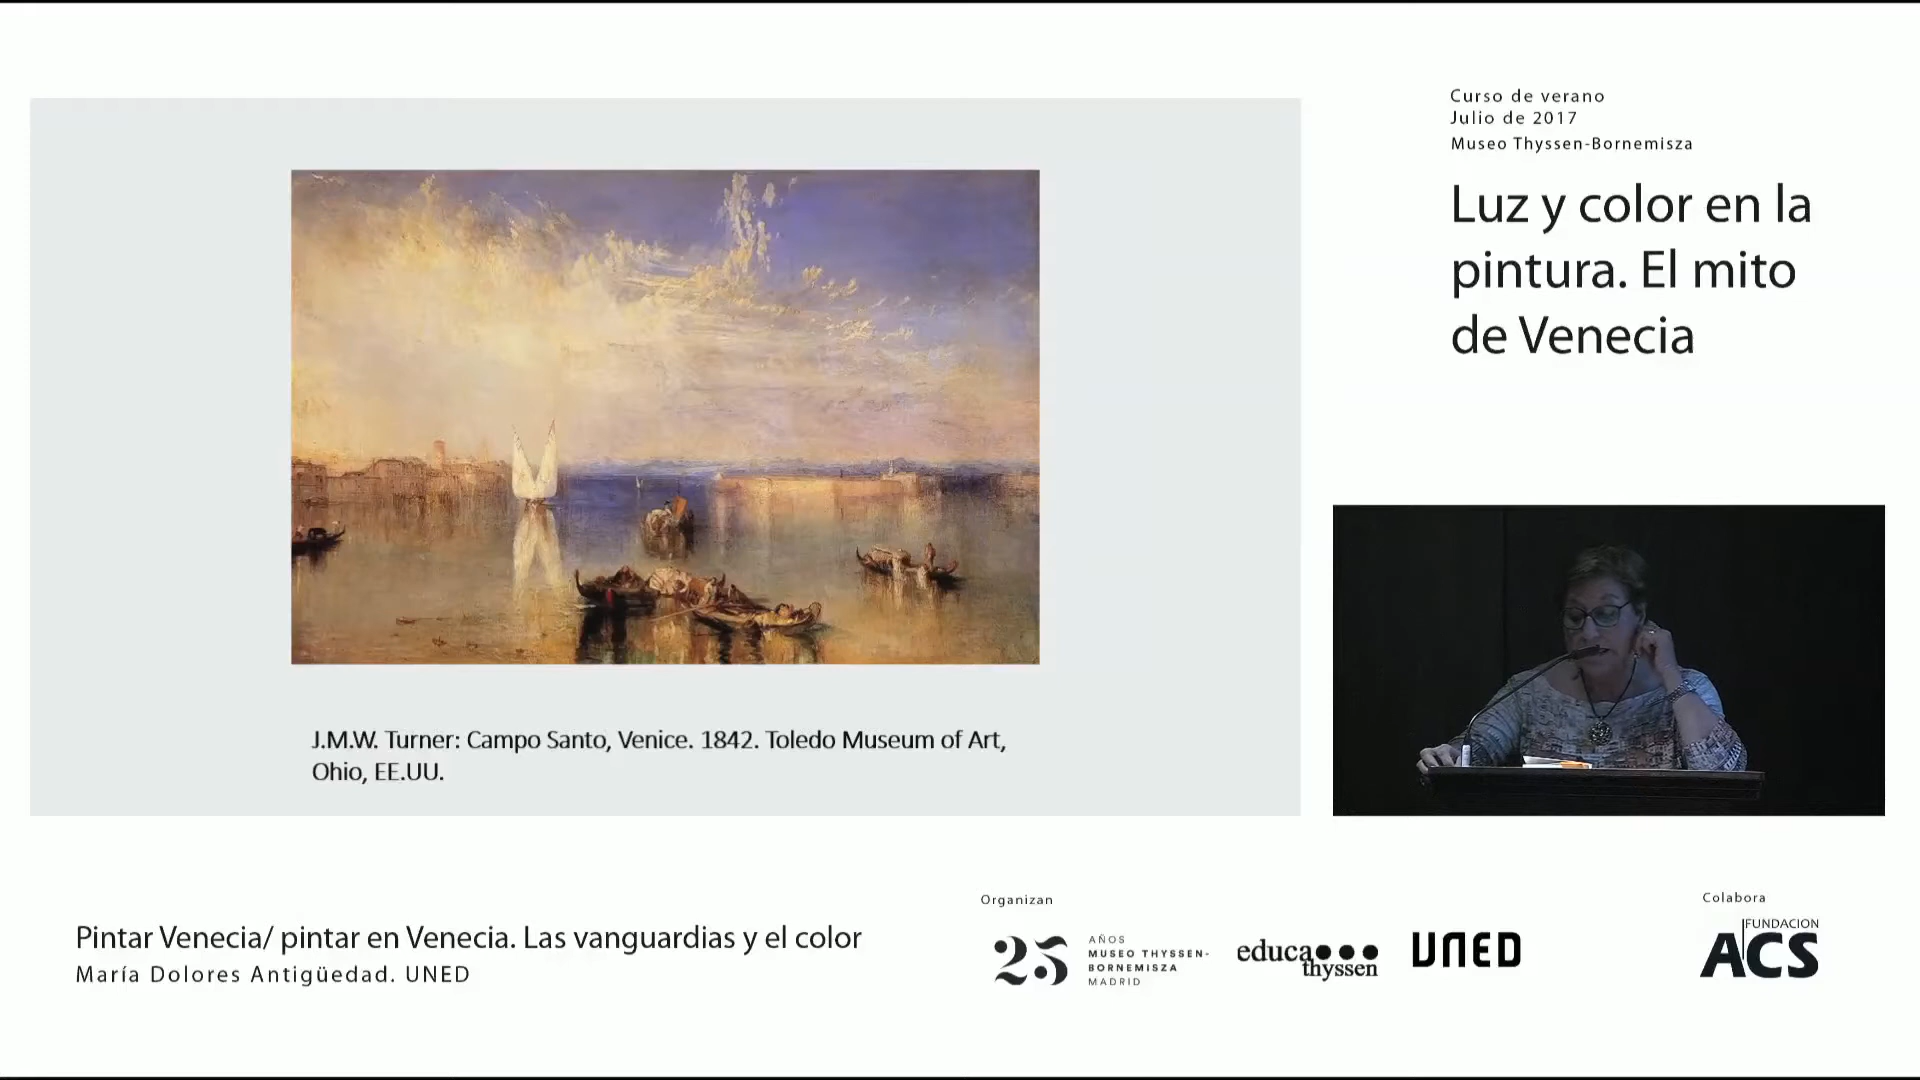 Curso de verano
Julio de 2017
Museo Thyssen-Bornemisza
Luz y color en la
pintura. El mito
de Venecia
J.M.W. Turner: Campo Santo, Venice. 1842. Toledo Museum of Art,
Ohio, EE.UU.
Pintar Venecia/ pintar en Venecia. Las vanguardias y el color
María Dolores Antigüedad. UNED
Organizan
25
AÑOS
MUSEO THYSSEN-
BORNEMISZA
MADRID
educa
thyssen
UNED
Colabora
FUNDACION
ACS